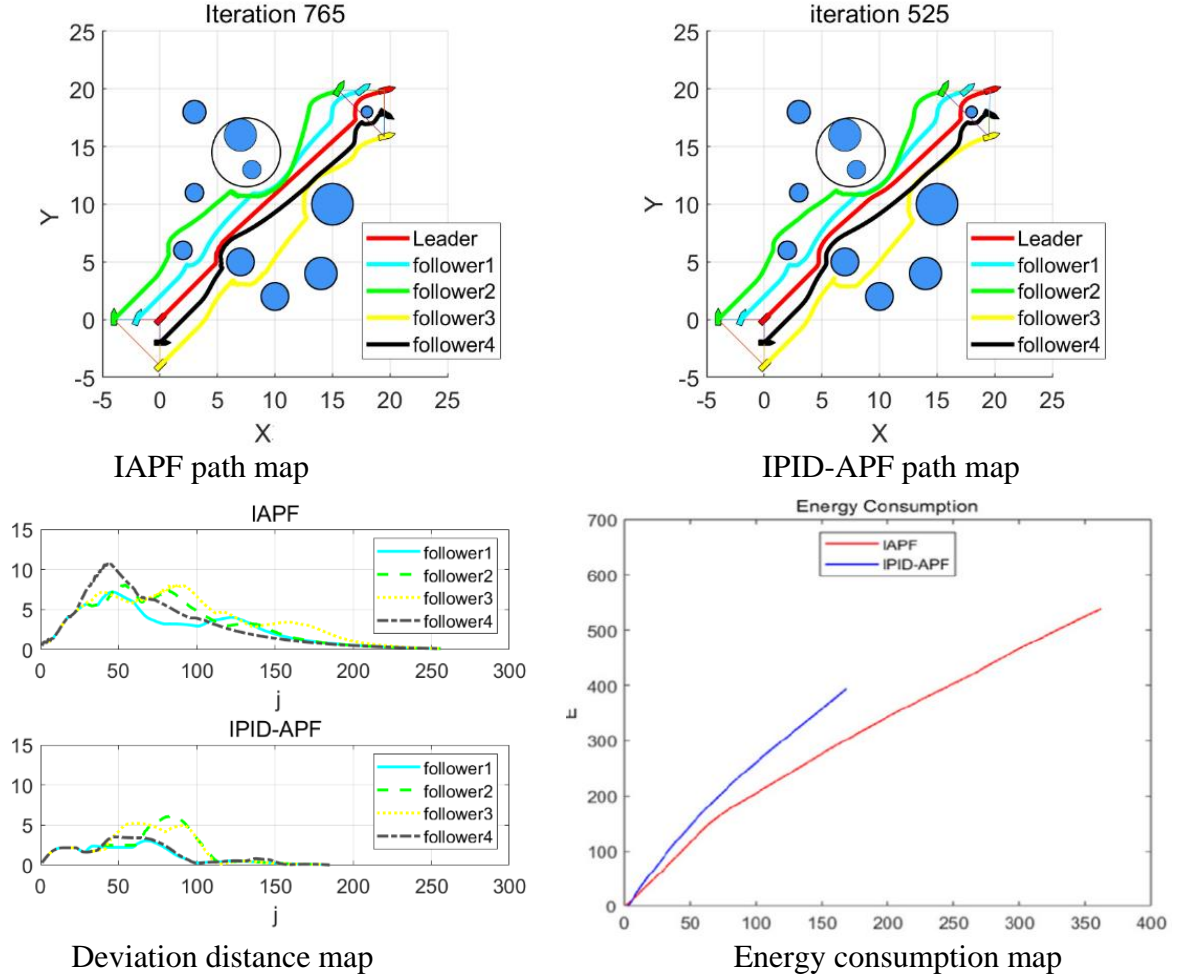 Iteration 765
25
20
15
10
5
0
-5
Y
-5 0 5 10 15 20 25
X
Leader
follower1
follower2
follower3
follower4
IAPF path map
iteration 525
25
20
15
10
5
0
-5
Y
-5 0 5 10 15 20 25
X
Leader
follower1
follower2
follower3
follower4
IPID-APF path map
IAPF
15
10
5
0
0 50 100 150 200 250 300
j
follower1
follower2
follower3
follower4
IPID-APF
15
10
5
0
0 50 100 150 200 250 300
j
follower1
follower2
follower3
follower4
Deviation distance map
Energy Consumption
700
600
500
400
300
200
100
0
E
0 50 100 150 200 250 300 350 400
IAPF
IPID-APF
Energy consumption map